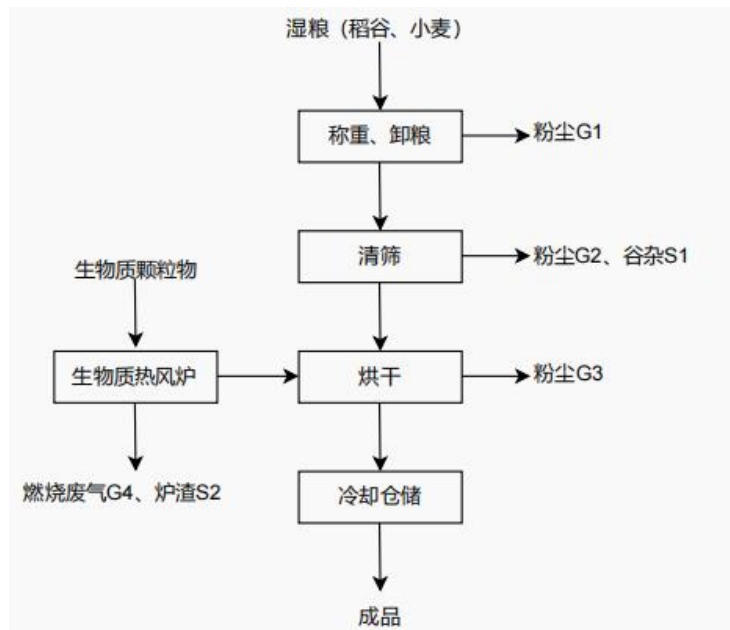 湿粮（稻谷、小麦）
称重、卸粮
粉尘G1
清筛
粉尘G2、谷杂S1
生物质颗粒物
生物质热风炉
烘干
粉尘G3
燃烧废气G4、炉渣S2
冷却仓储
成品